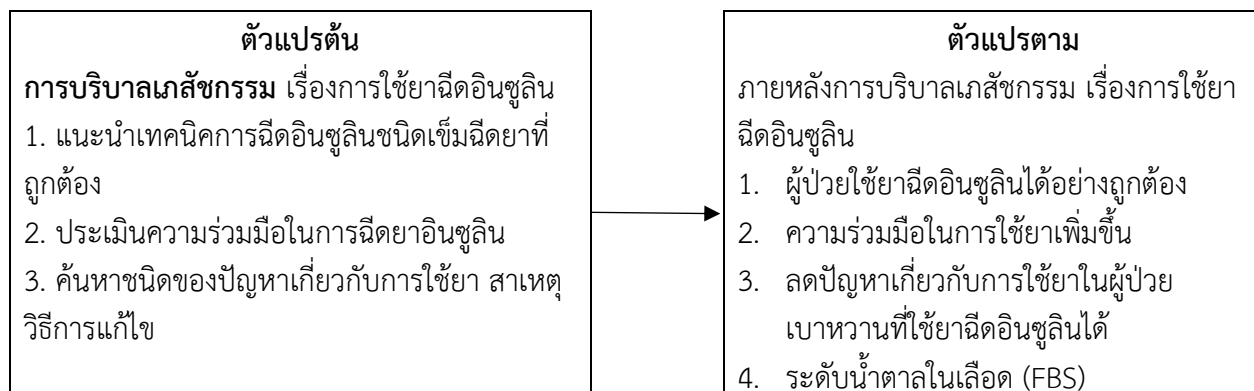 ตัวแปรต้น
การบริบาลเภสัชกรรม เรื่องการใช้ยาฉีดอินซูลิน
1. แนะนำเทคนิคการฉีดอินซูลินชนิดเข็มฉีดยาที่
ถูกต้อง
2. ประเมินความร่วมมือในการฉีดยาอินซูลิน
3. ค้นหาชนิดของปัญหาเกี่ยวกับการใช้ยา สาเหตุ
วิธีการแก้ไข
ตัวแปรตาม
ภายหลังการบริบาลเภสัชกรรม เรื่องการใช้ยา
ฉีดอินซูลิน
1. ผู้ป่วยใช้ยาฉีดอินซูลินได้อย่างถูกต้อง
2. ความร่วมมือในการใช้ยาเพิ่มขึ้น
3. ลดปัญหาเกี่ยวกับการใช้ยาในผู้ป่วย
เบาหวานที่ใช้ยาฉีดอินซูลินได้
4. ระดับน้ำตาลในเลือด (FBS)